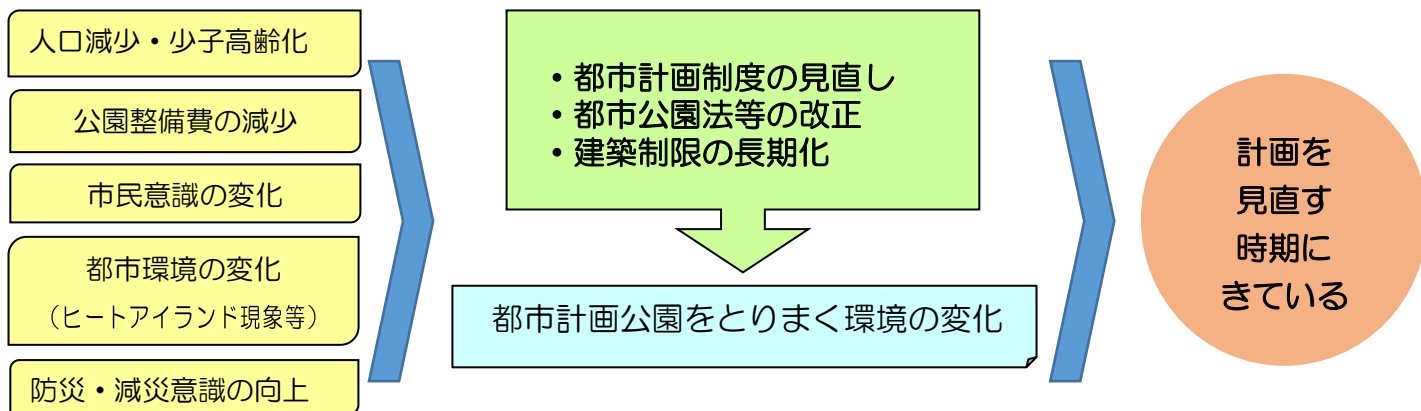 人口減少・少子高齢化
公園整備費の減少
市民意識の変化
都市環境の変化
（ヒートアイランド現象等）
防災・減災意識の向上
・都市計画制度の見直し
・都市公園法等の改正
・建築制限の長期化
都市計画公園をとりまく環境の変化
計画を
見直す
時期に
きている